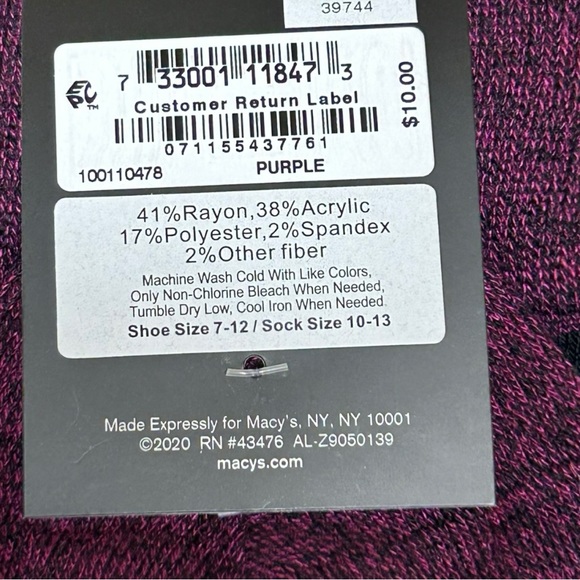 39744
7 33001 11847 3
Customer Return Label
071155437761
100110478 PURPLE
$10.00
41%Rayon,38%Acrylic
17%Polyester,2%Spandex
2%Other fiber
Machine Wash Cold With Like Colors,
Only Non-Chlorine Bleach When Needed,
Tumble Dry Low, Cool Iron When Needed.
Shoe Size 7-12 / Sock Size 10-13
Made Expressly for Macy's, NY, NY 10001
©2020 RN #43476 AL-Z9050139
macys.com